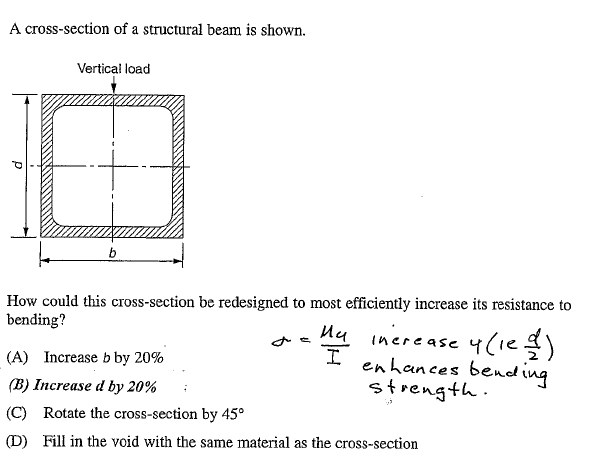 A cross-section of a structural beam is shown.
Vertical load
d
b
How could this cross-section be redesigned to most efficiently increase its resistance to
bending?
σ = My/I increase y (ie d/2)
enhances bending
strength.
(A) Increase b by 20%
(B) Increase d by 20%
(C) Rotate the cross-section by 45°
(D) Fill in the void with the same material as the cross-section